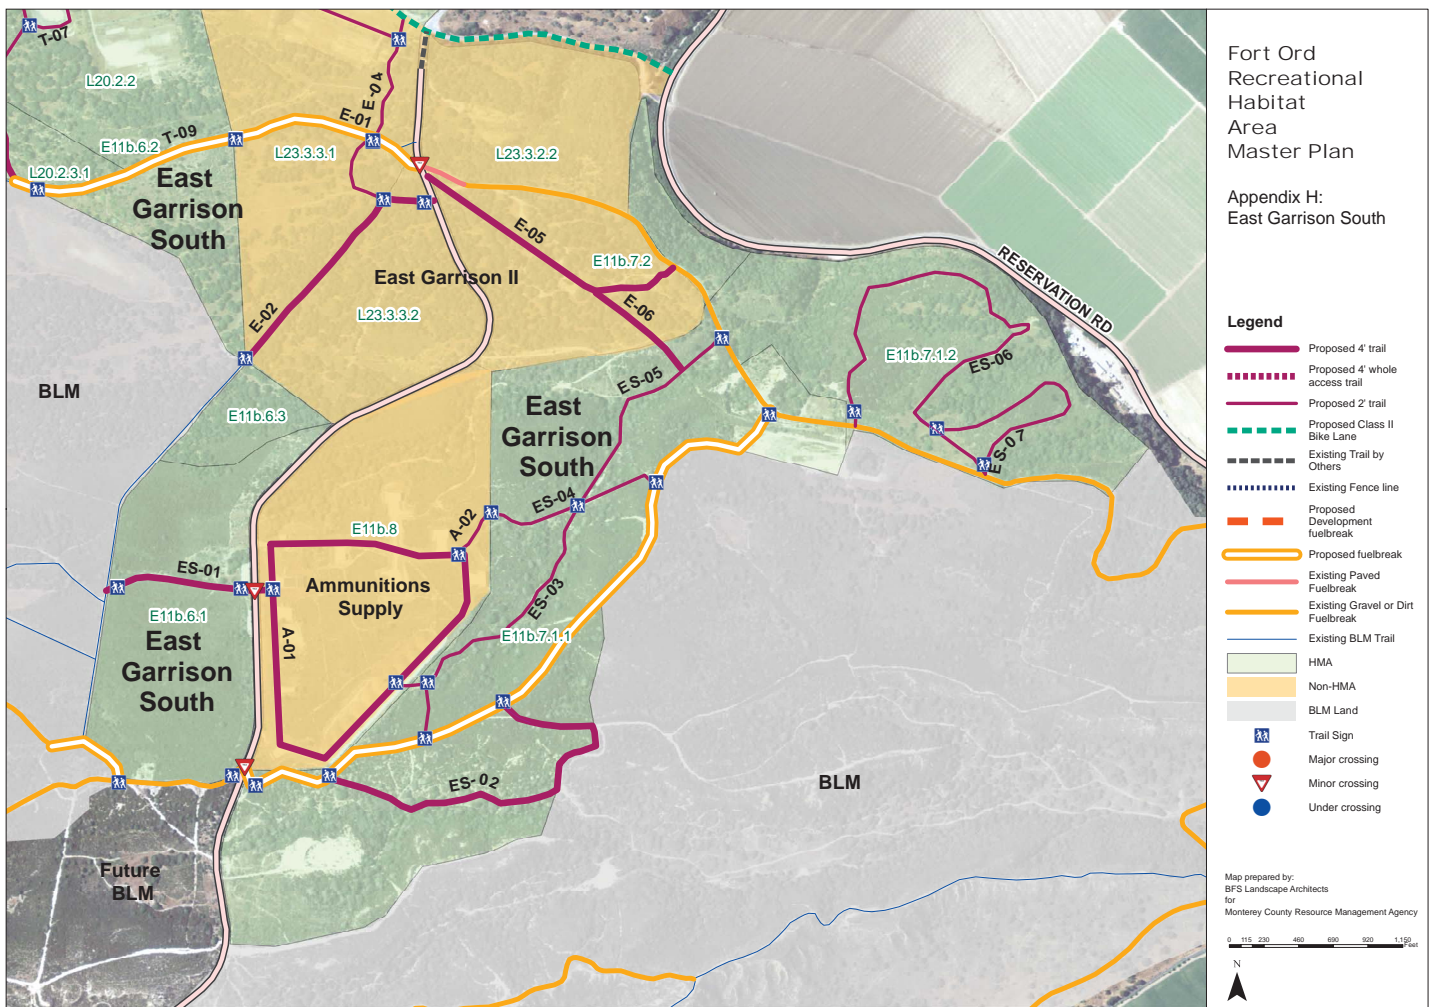 T-07
L20.2.2
E-04
E-01
T-09
E11b.6.2
L23.3.3.1
L23.3.2.2
L20.2.3.1
East
Garrison
South
E-05
E11b.7.2
East Garrison II
RESERVATION RD
E-02
L23.3.3.2
E-06
E11b.7.1.2
ES-06
BLM
ES-05
E11b.6.3
East
Garrison
South
ES-07
ES-04
A-02
E11b.8
ES-01
Ammunitions
Supply
ES-03
E11b.6.1
E11b.7.1.1
East
Garrison
South
A-01
ES-02
BLM
Future
BLM
Fort Ord
Recreational
Habitat
Area
Master Plan
Appendix H:
East Garrison South
Legend
Proposed 4' trail
Proposed 4' whole
access trail
Proposed 2' trail
Proposed Class II
Bike Lane
Existing Trail by
Others
Existing Fence line
Proposed
Development
fuelbreak
Proposed fuelbreak
Existing Paved
Fuelbreak
Existing Gravel or Dirt
Fuelbreak
Existing BLM Trail
HMA
Non-HMA
BLM Land
Trail Sign
Major crossing
Minor crossing
Under crossing
Map prepared by:
BFS Landscape Architects
for
Monterey County Resource Management Agency
0 115 230 460 690 920 1,150
Feet
N